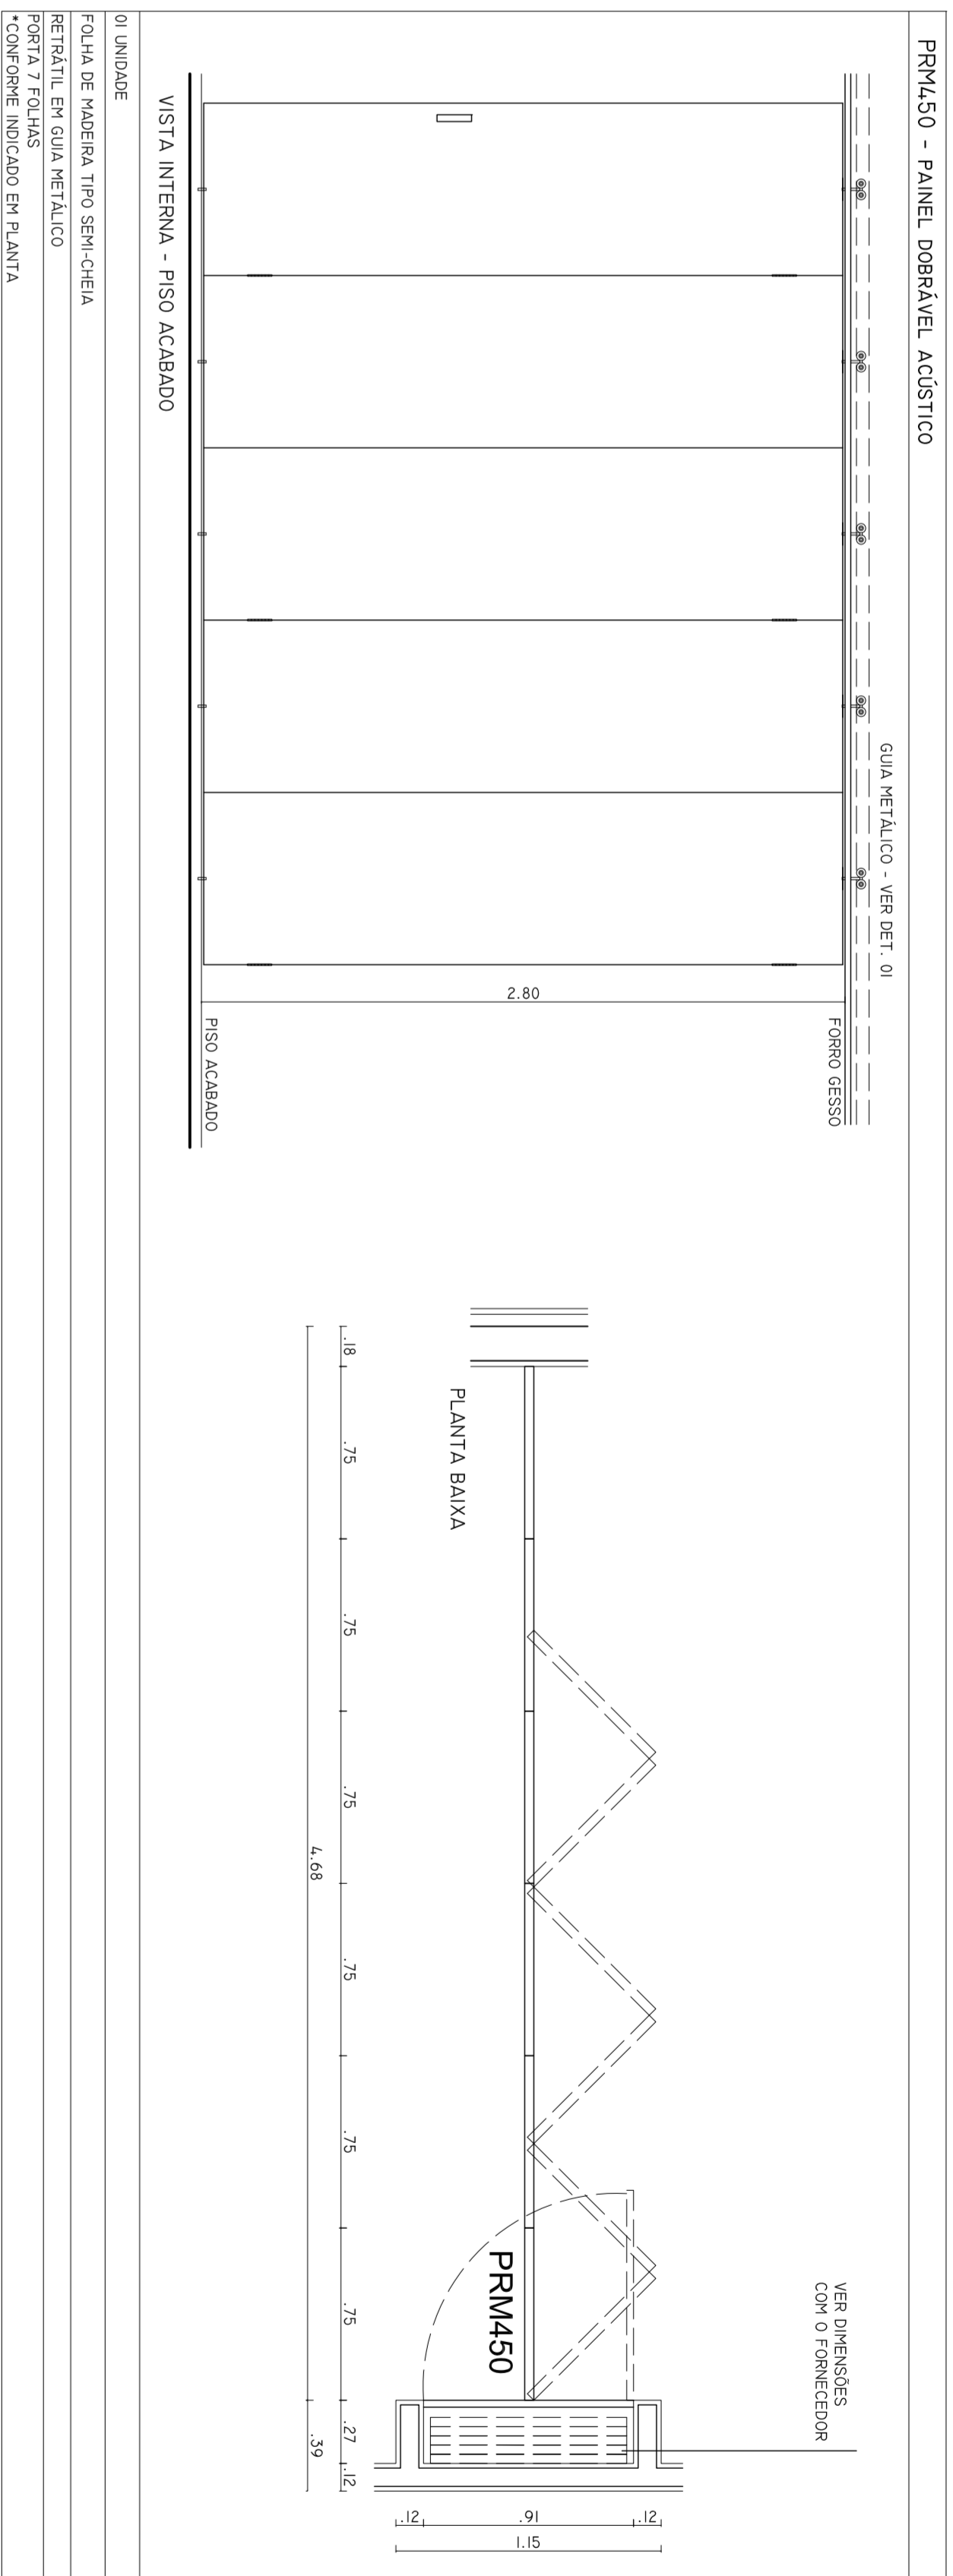 PRM450 - PAINEL DOBRÁVEL ACÚSTICO
GUIA METÁLICO - VER DET. 01
FORRO GESSO
2.80
PISO ACABADO
VISTA INTERNA - PISO ACABADO
VER DIMENSÕES
COM O FORNECEDOR
PRM450
PLANTA BAIXA
.18
.75
.75
.75
.75
.75
.75
.27
.12
4.68
.39
.12
.91
.12
1.15
01 UNIDADE
FOLHA DE MADEIRA TIPO SEMI-CHEIA
RETRÁTIL EM GUIA METÁLICO
PORTA 7 FOLHAS
*CONFORME INDICADO EM PLANTA